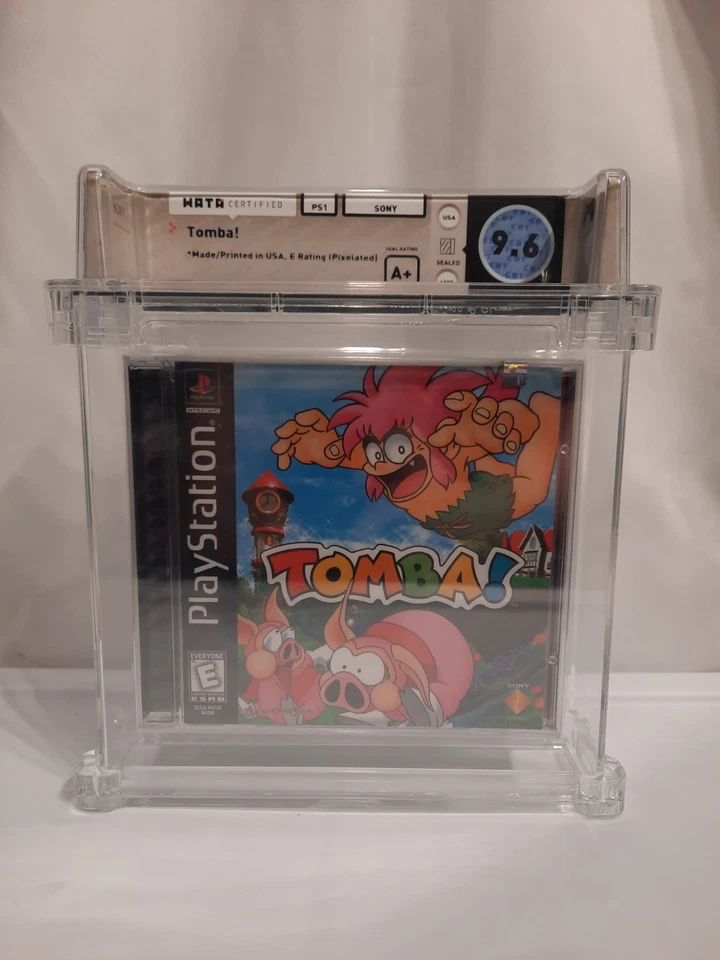 WATA CERTIFIED
PS1
SONY
USA
Tomba!
*Made/Printed in USA, E Rating (Pixelated)
SEAL RATING
A+
SEALED
9.6
PlayStation
PlayStation
TOMBA!
EVERYONE
E
ESRB
SONY